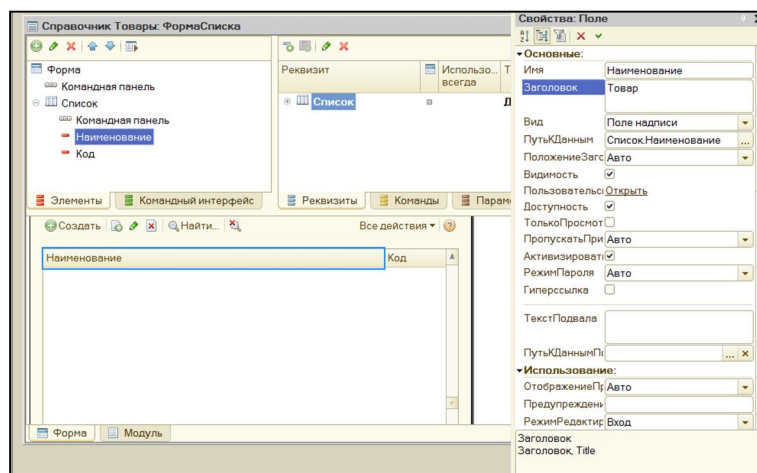 Справочник Товары: ФормаСписка
Форма
Командная панель
Список
Командная панель
Наименование
Код
Элементы
Командный интерфейс
Реквизит
Использо...
всегда
Т
Список
Д
Реквизиты
Команды
Парам
Создать
Найти...
Все действия
Наименование
Код
Форма
Модуль
Свойства: Поле
Основные:
Имя Наименование
Заголовок Товар
Вид Поле надписи
ПутьКДанным Список.Наименование ...
ПоложениеЗаго Авто
Видимость
Пользовательс Открыть
Доступность
ТолькоПросмот
ПропускатьПри Авто
Активизироват
РежимПароля Авто
Гиперссылка
ТекстПодвала
ПутьКДаннымПо ...
Использование:
ОтображениеПр Авто
Предупреждени
РежимРедактир Вход
Заголовок
Заголовок, Title